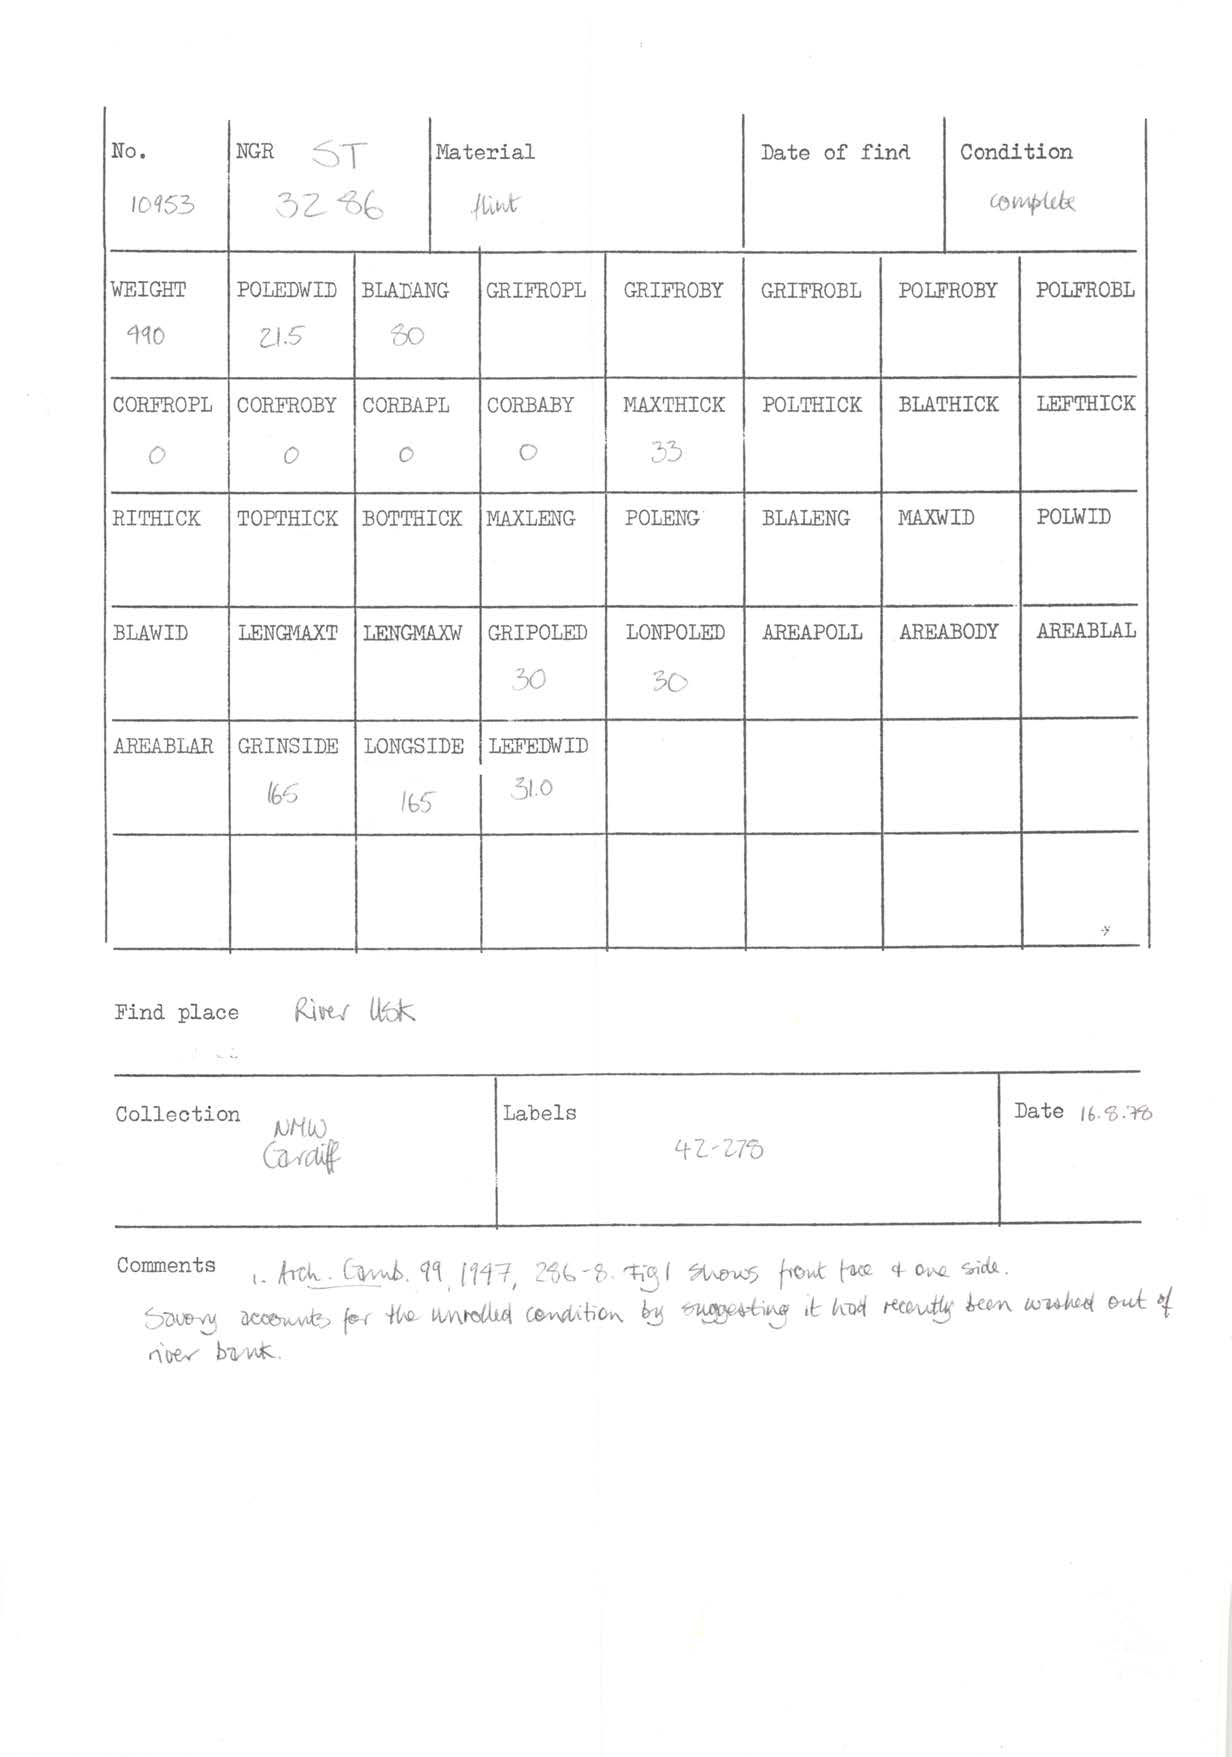 No. NGR ST Material Date of find Condition
10953 32 86 flint complete
WEIGHT POLEDWID BLADANG GRIFROPL GRIFROBY GRIFROBL POLFROBY POLFROBL
490 21.5 80
CORFROPL CORFROBY CORBAPL CORBABY MAXTHICK POLTHICK BLATHICK LEFTHICK
0 0 0 0 33
RITHICK TOPTHICK BOTTHICK MAXLENG POLENG BLALENG MAXWID POLWID
BLAWID LENGMAXT LENGMAXW GRIPOLED LONPOLED AREAPOLL AREABODY AREABLAL
30 30
AREABLAR GRINSIDE LONGSIDE LEFEDWID
165 165 31.0
Find place River Usk
Collection NMW Labels Date 16.8.78
Cardiff 42-278
Comments 1. Arch. Camb. 99, 1947, 286-8. Fig 1 shows front face + one side.
Savory accounts for the unrolled condition by suggesting it had recently been washed out of
river bank.